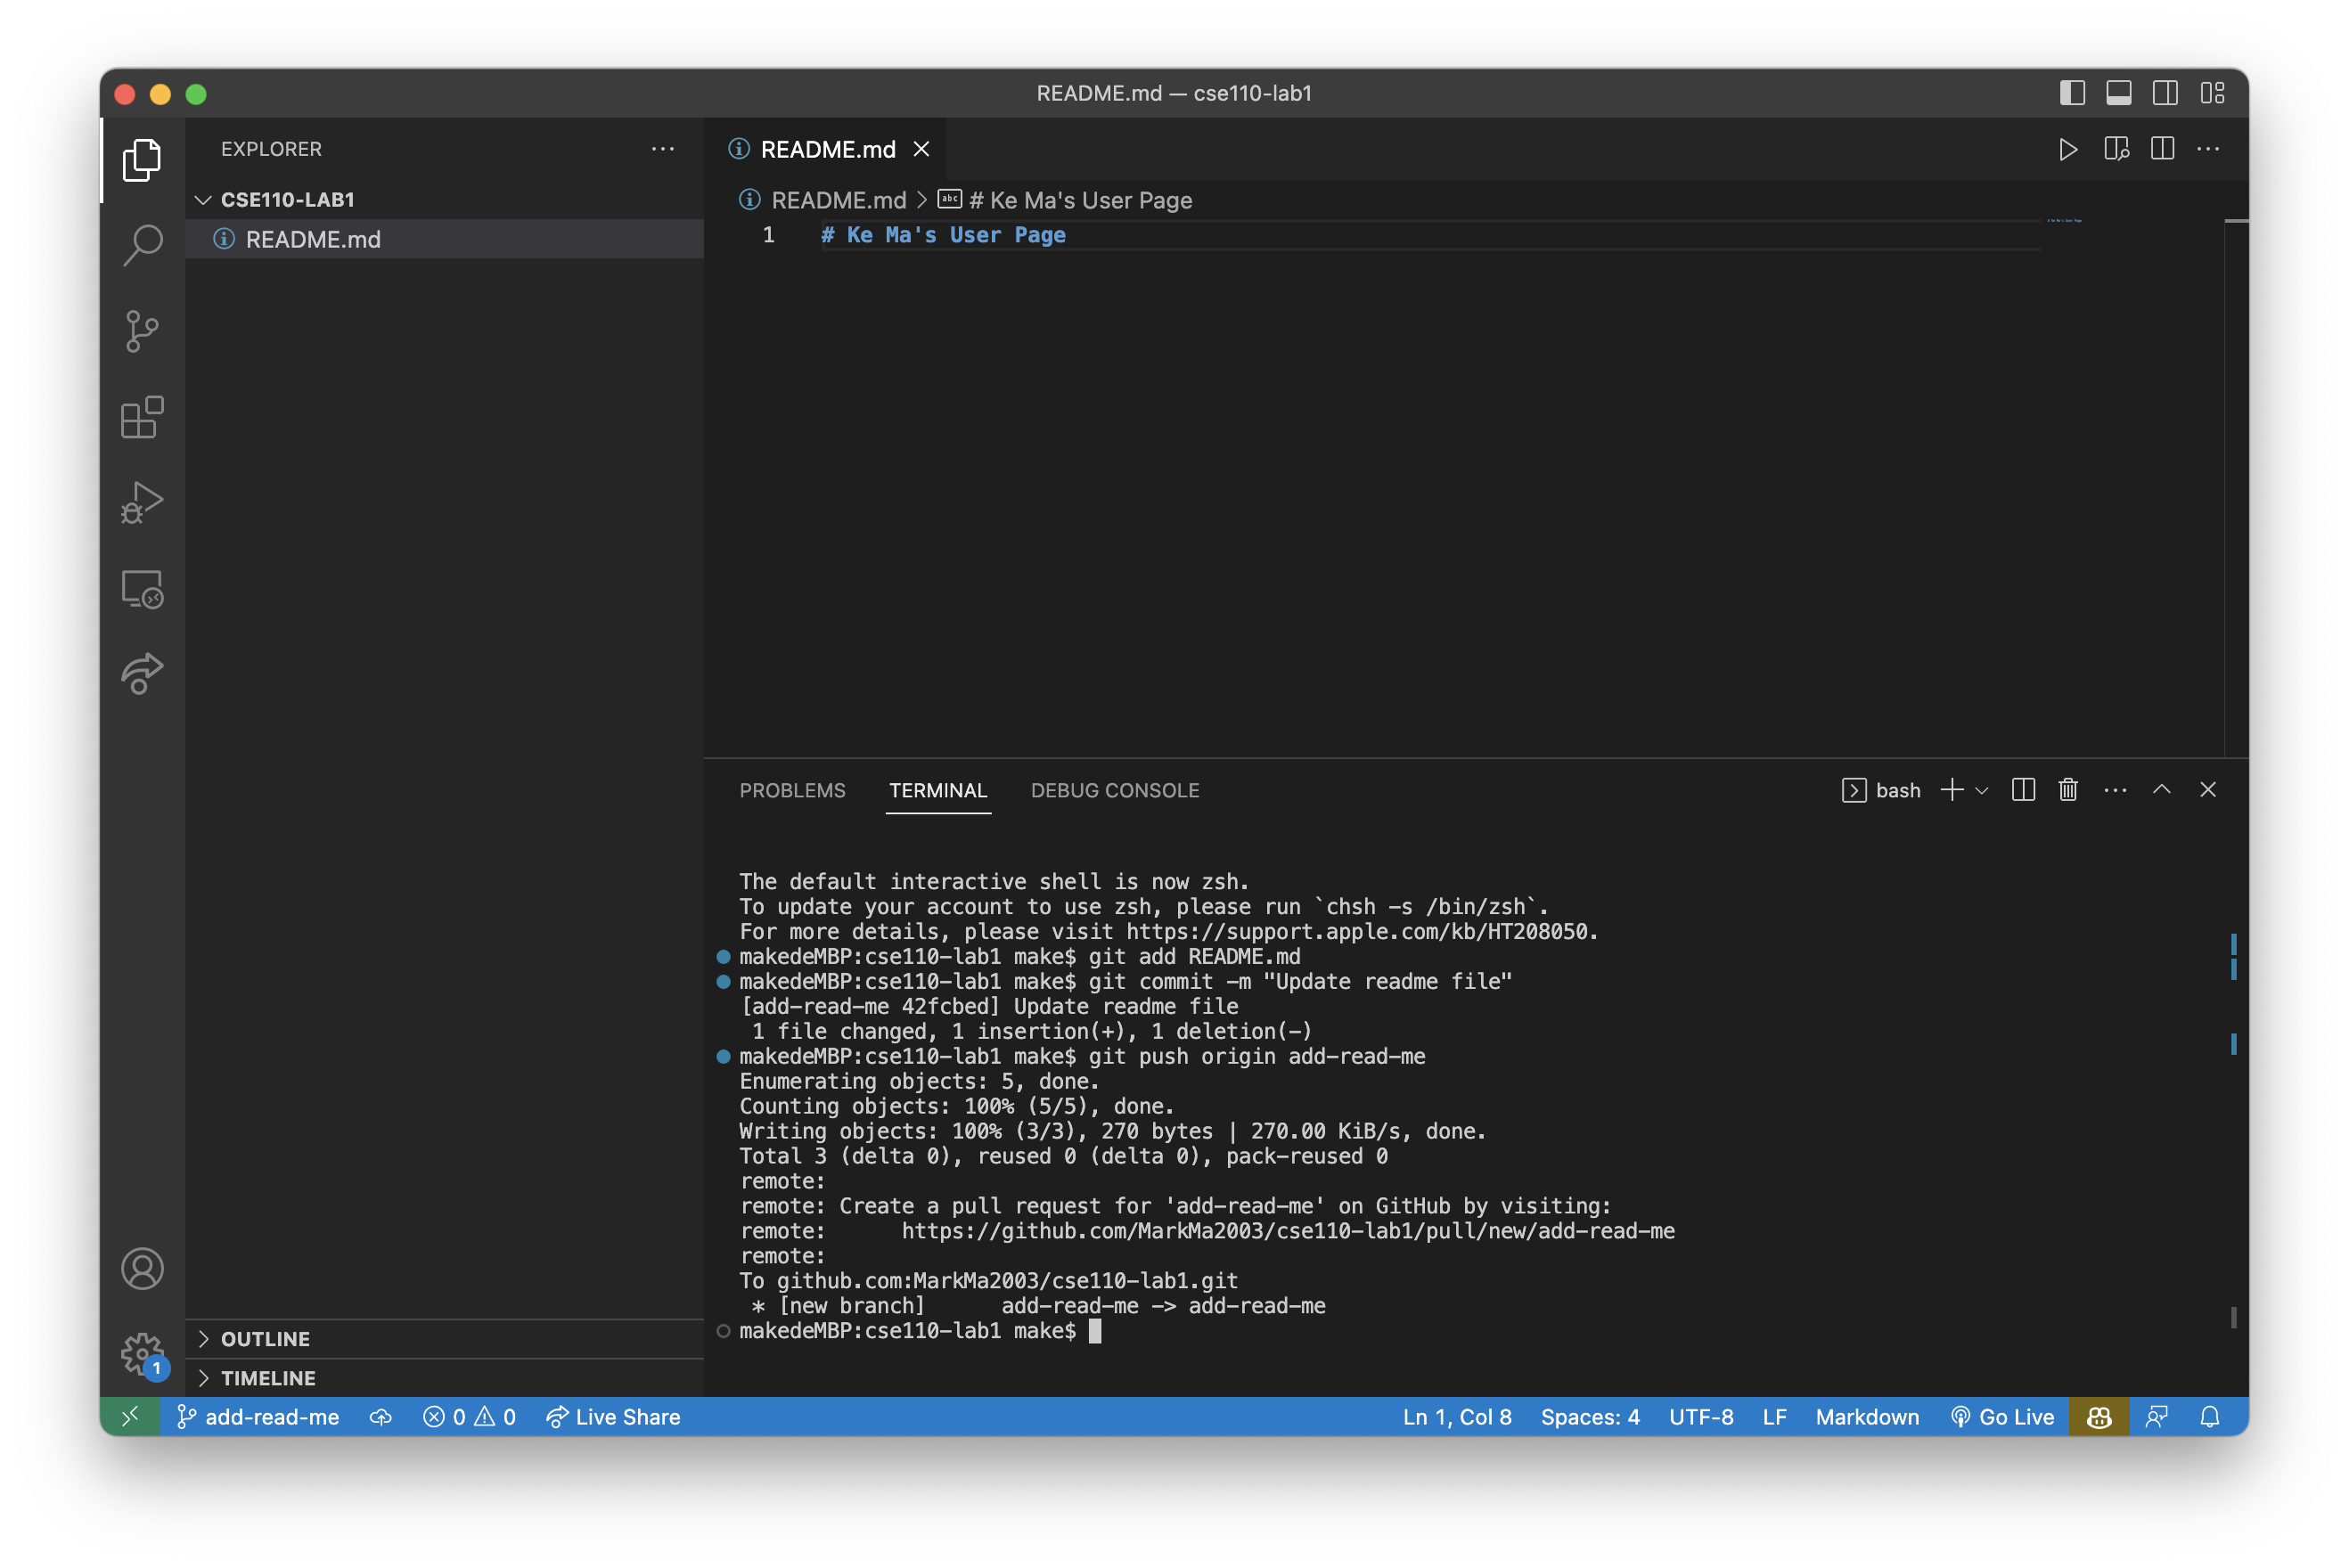 README.md — cse110-lab1
EXPLORER
README.md
CSE110-LAB1
README.md > # Ke Ma's User Page
README.md
1 # Ke Ma's User Page
PROBLEMS TERMINAL DEBUG CONSOLE
bash
The default interactive shell is now zsh.
To update your account to use zsh, please run `chsh -s /bin/zsh`.
For more details, please visit https://support.apple.com/kb/HT208050.
makedeMBP:cse110-lab1 make$ git add README.md
makedeMBP:cse110-lab1 make$ git commit -m "Update readme file"
[add-read-me 42fcbed] Update readme file
1 file changed, 1 insertion(+), 1 deletion(-)
makedeMBP:cse110-lab1 make$ git push origin add-read-me
Enumerating objects: 5, done.
Counting objects: 100% (5/5), done.
Writing objects: 100% (3/3), 270 bytes | 270.00 KiB/s, done.
Total 3 (delta 0), reused 0 (delta 0), pack-reused 0
remote:
remote: Create a pull request for 'add-read-me' on GitHub by visiting:
remote:      https://github.com/MarkMa2003/cse110-lab1/pull/new/add-read-me
remote:
To github.com:MarkMa2003/cse110-lab1.git
* [new branch]      add-read-me -> add-read-me
makedeMBP:cse110-lab1 make$
OUTLINE
TIMELINE
1
add-read-me 0 0 Live Share Ln 1, Col 8 Spaces: 4 UTF-8 LF Markdown Go Live